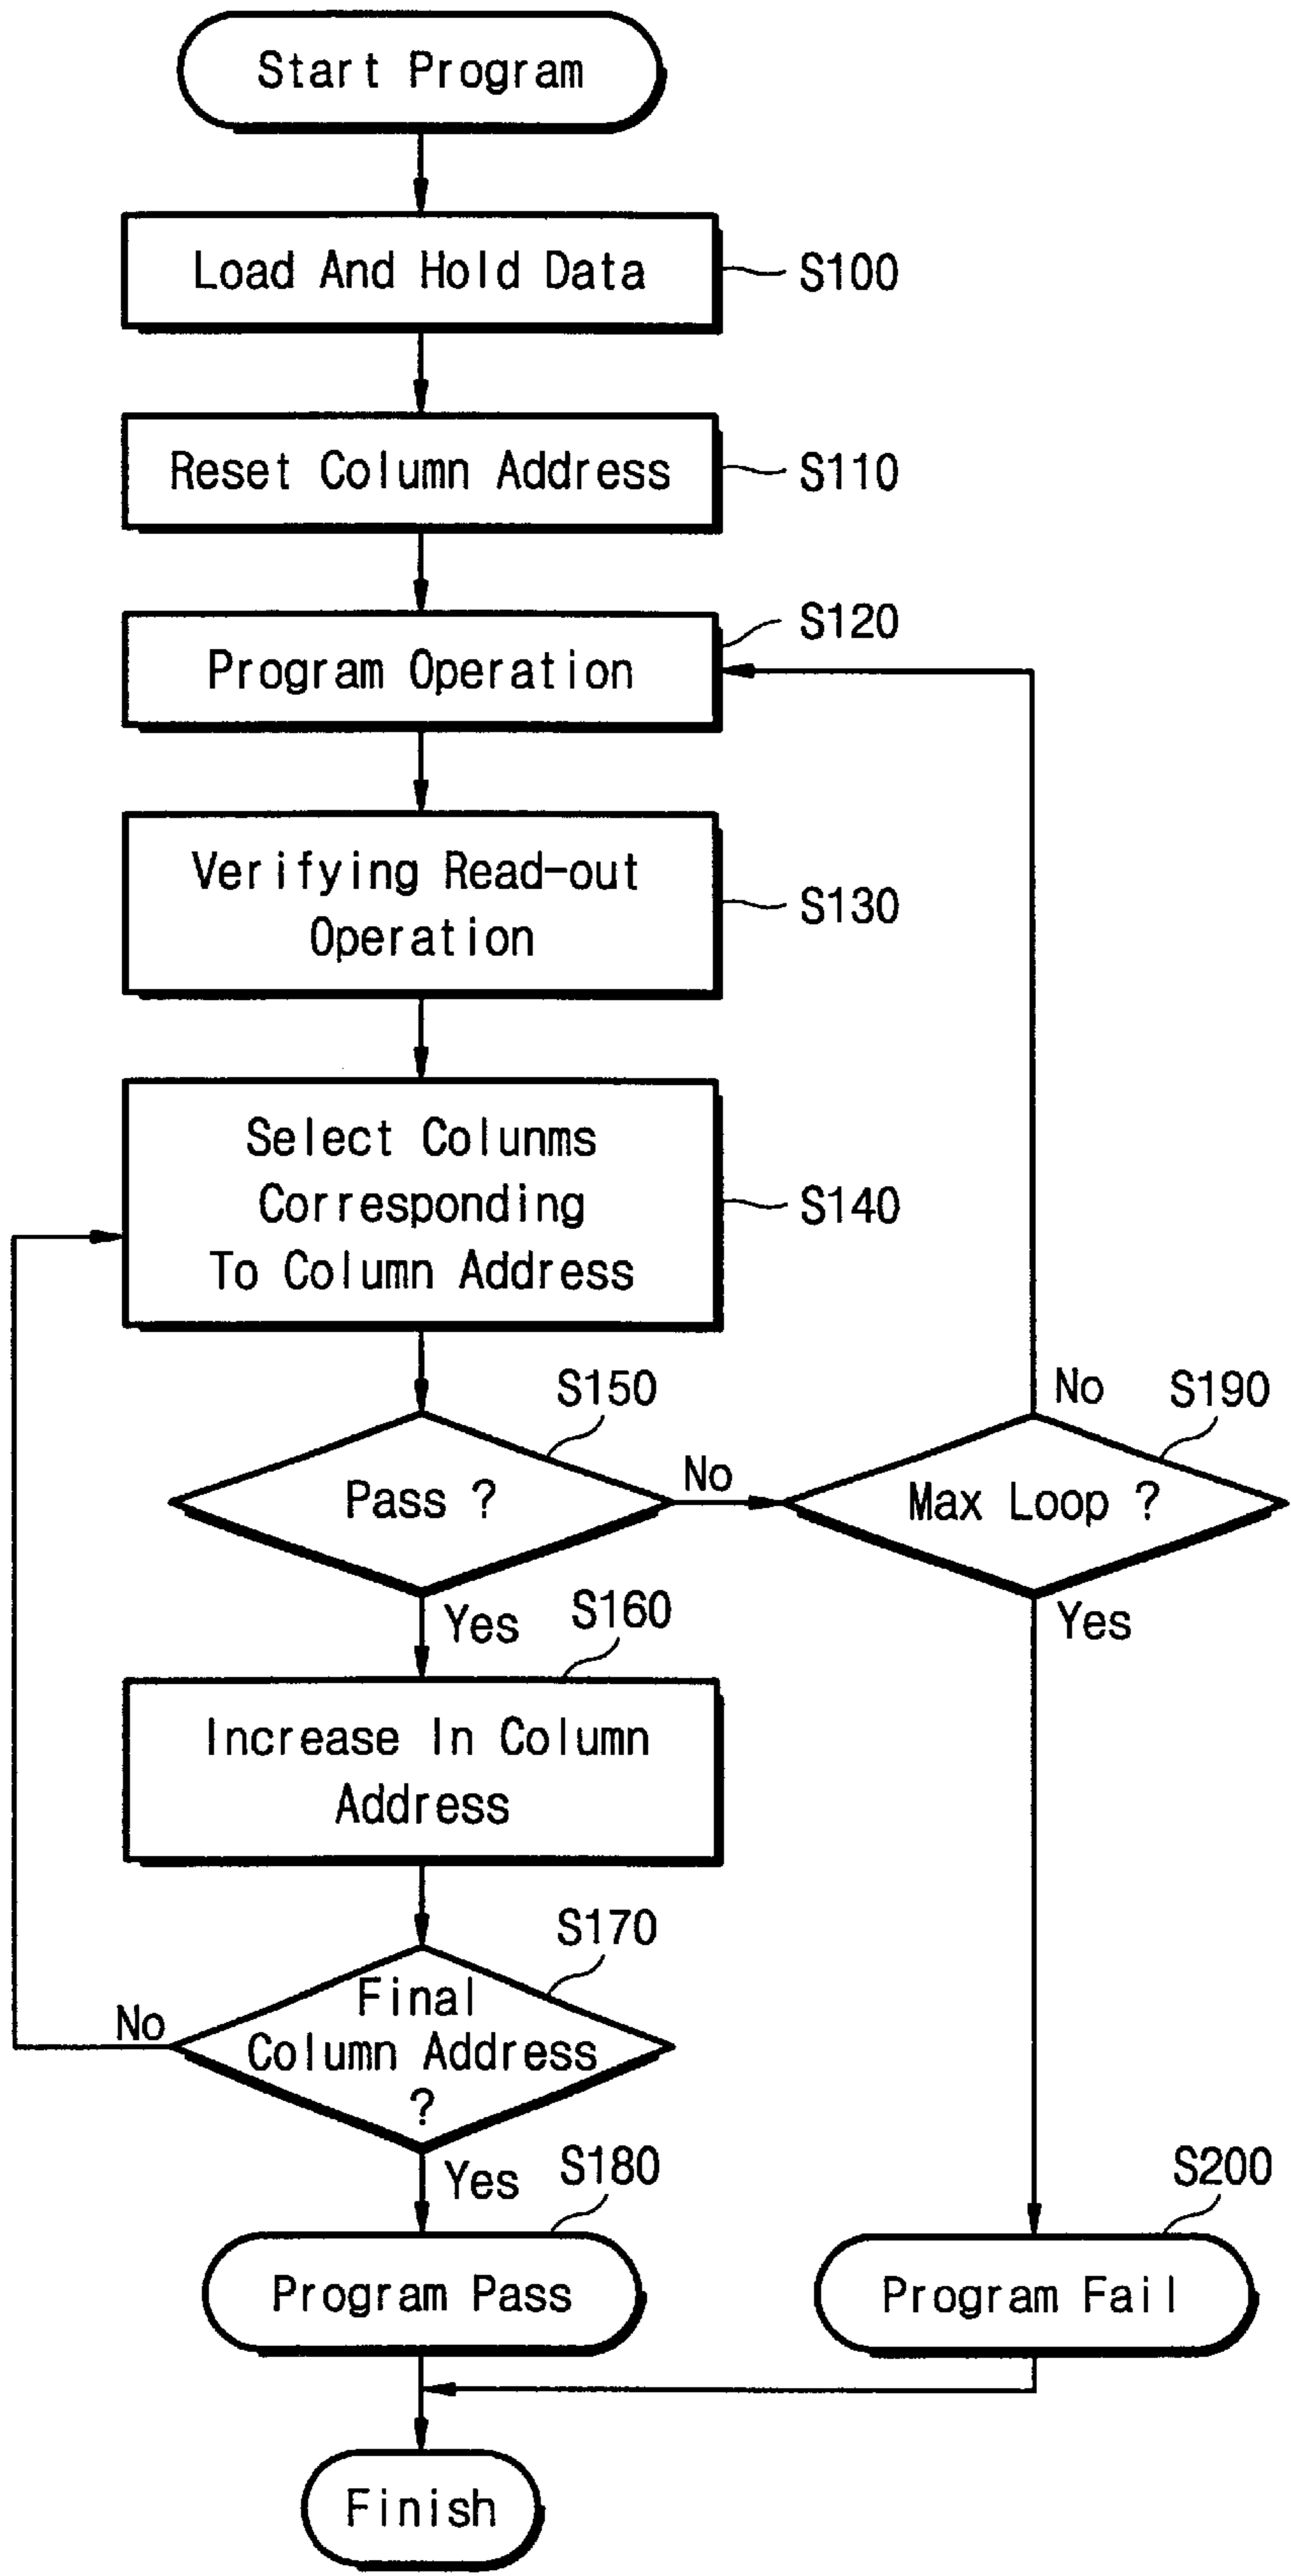 Start Program
Load And Hold Data
S100
Reset Column Address
S110
S120
Program Operation
Verifying Read-out
Operation
S130
Select Colunms
Corresponding
To Column Address
S140
S150
No
S190
Pass ?
No
Max Loop ?
Yes
S160
Yes
Increase In Column
Address
S170
No
Final
Column Address
?
Yes
S180
S200
Program Pass
Program Fail
Finish